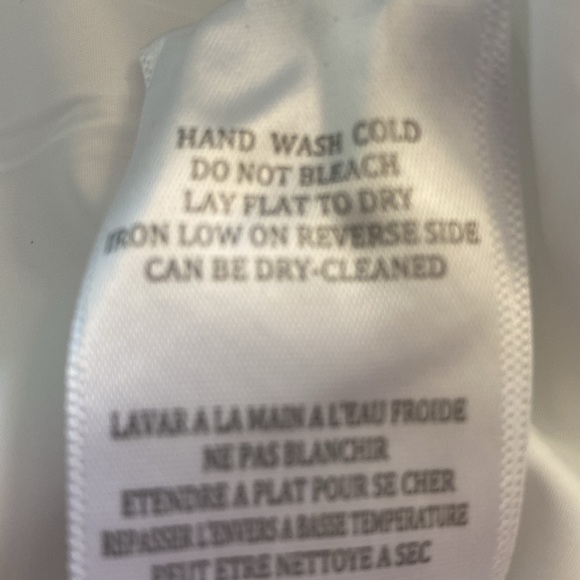 HAND WASH COLD
DO NOT BLEACH
LAY FLAT TO DRY
IRON LOW ON REVERSE SIDE
CAN BE DRY-CLEANED
LAVAR A LA MAIN A L'EAU FROIDE
NE PAS BLANCHIR
ETENDRE A PLAT POUR SE CHER
REPASSER L'ENVERS A BASSE TEMPERATURE
PEUT ETRE NETTOYE A SEC